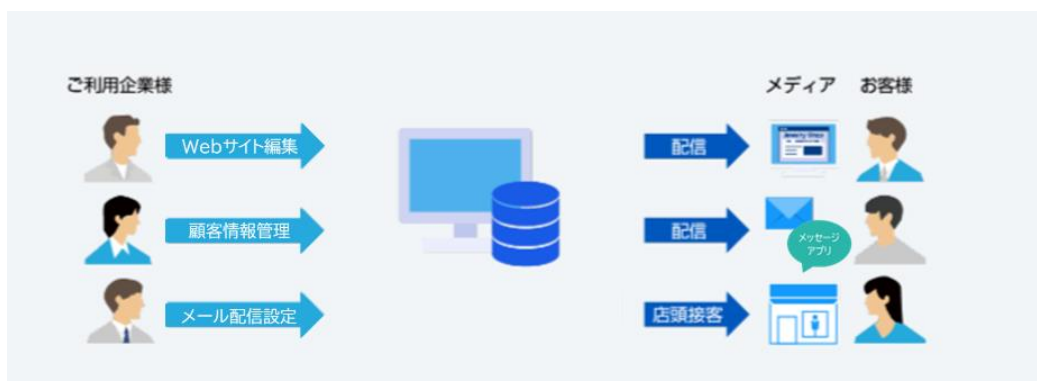 ご利用企業様
メディア
お客様
Webサイト編集
配信
顧客情報管理
配信
メッセージ
アプリ
メール配信設定
店頭接客